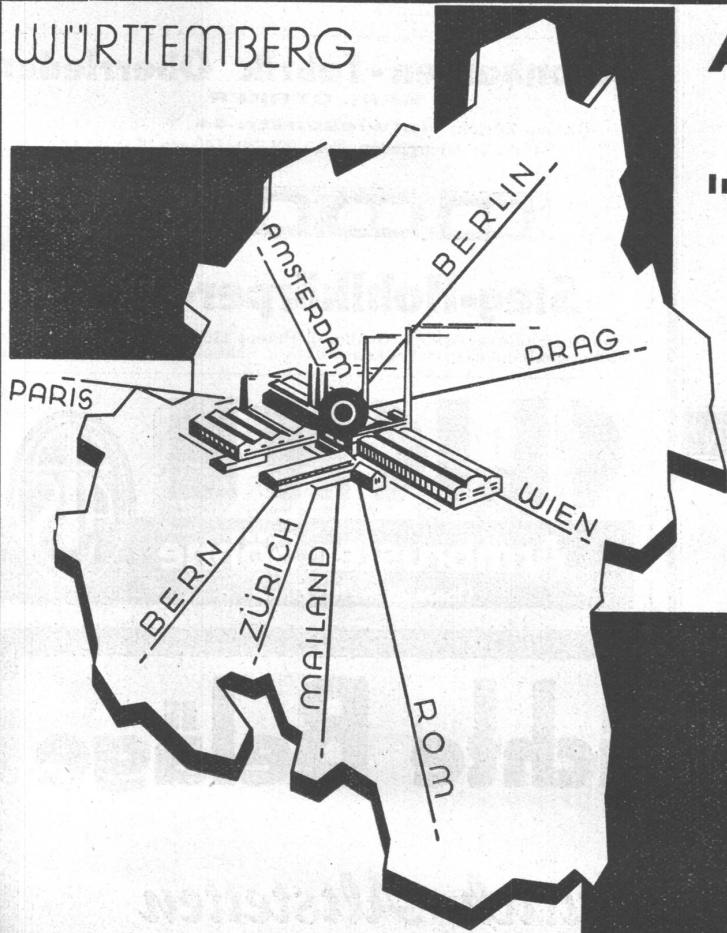 WÜRTTEMBERG
BERLIN
AMSTERDAM
PRAG
PARIS
WIEN
BERN
ZÜRICH
MAILAND
ROM